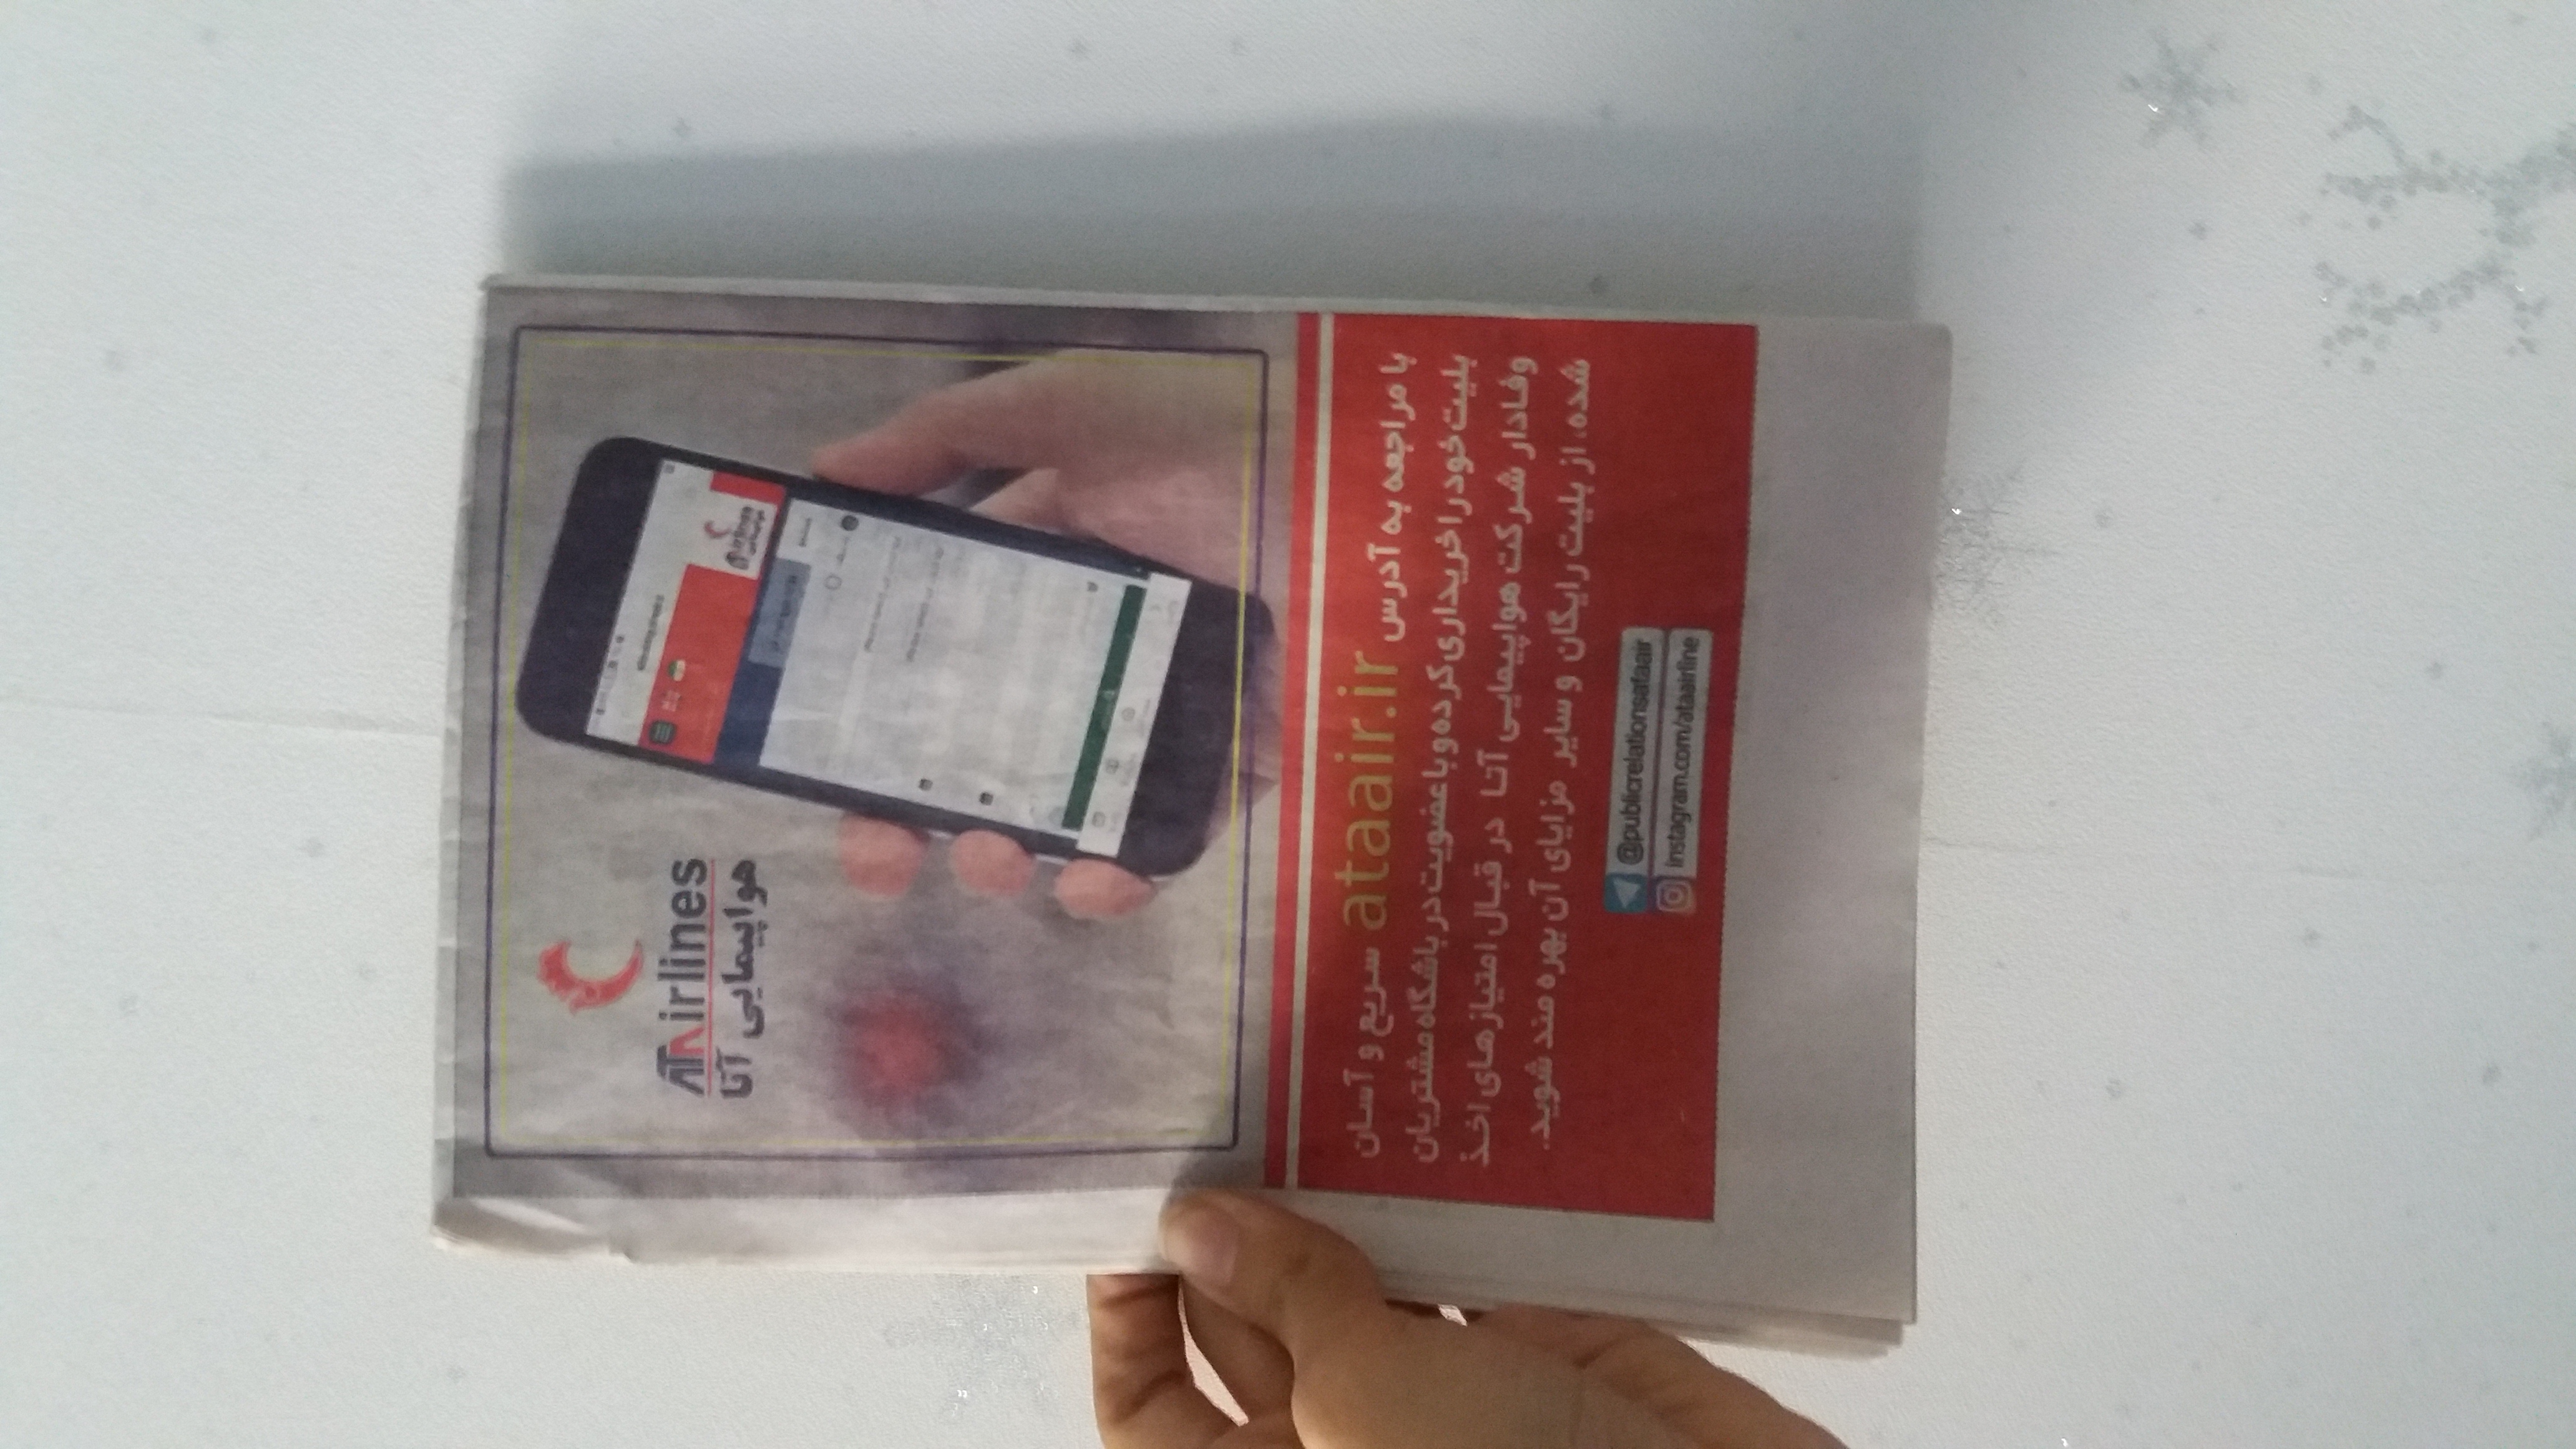 ATAirlines
هواپیمایی آتا
Airlines
هواپیمایی
با مراجعه به آدرس ataair.ir سریع و آسان
بلیت خود را خریداری کرده و با عضویت در باشگاه مشتریان
وفادار شرکت هواپیمایی آتا در قبال امتیازهای اخذ
شده، از بلیت رایگان و سایر مزایای آن بهره مند شوید.
@publicrelationsataair
instagram.com/ataairline